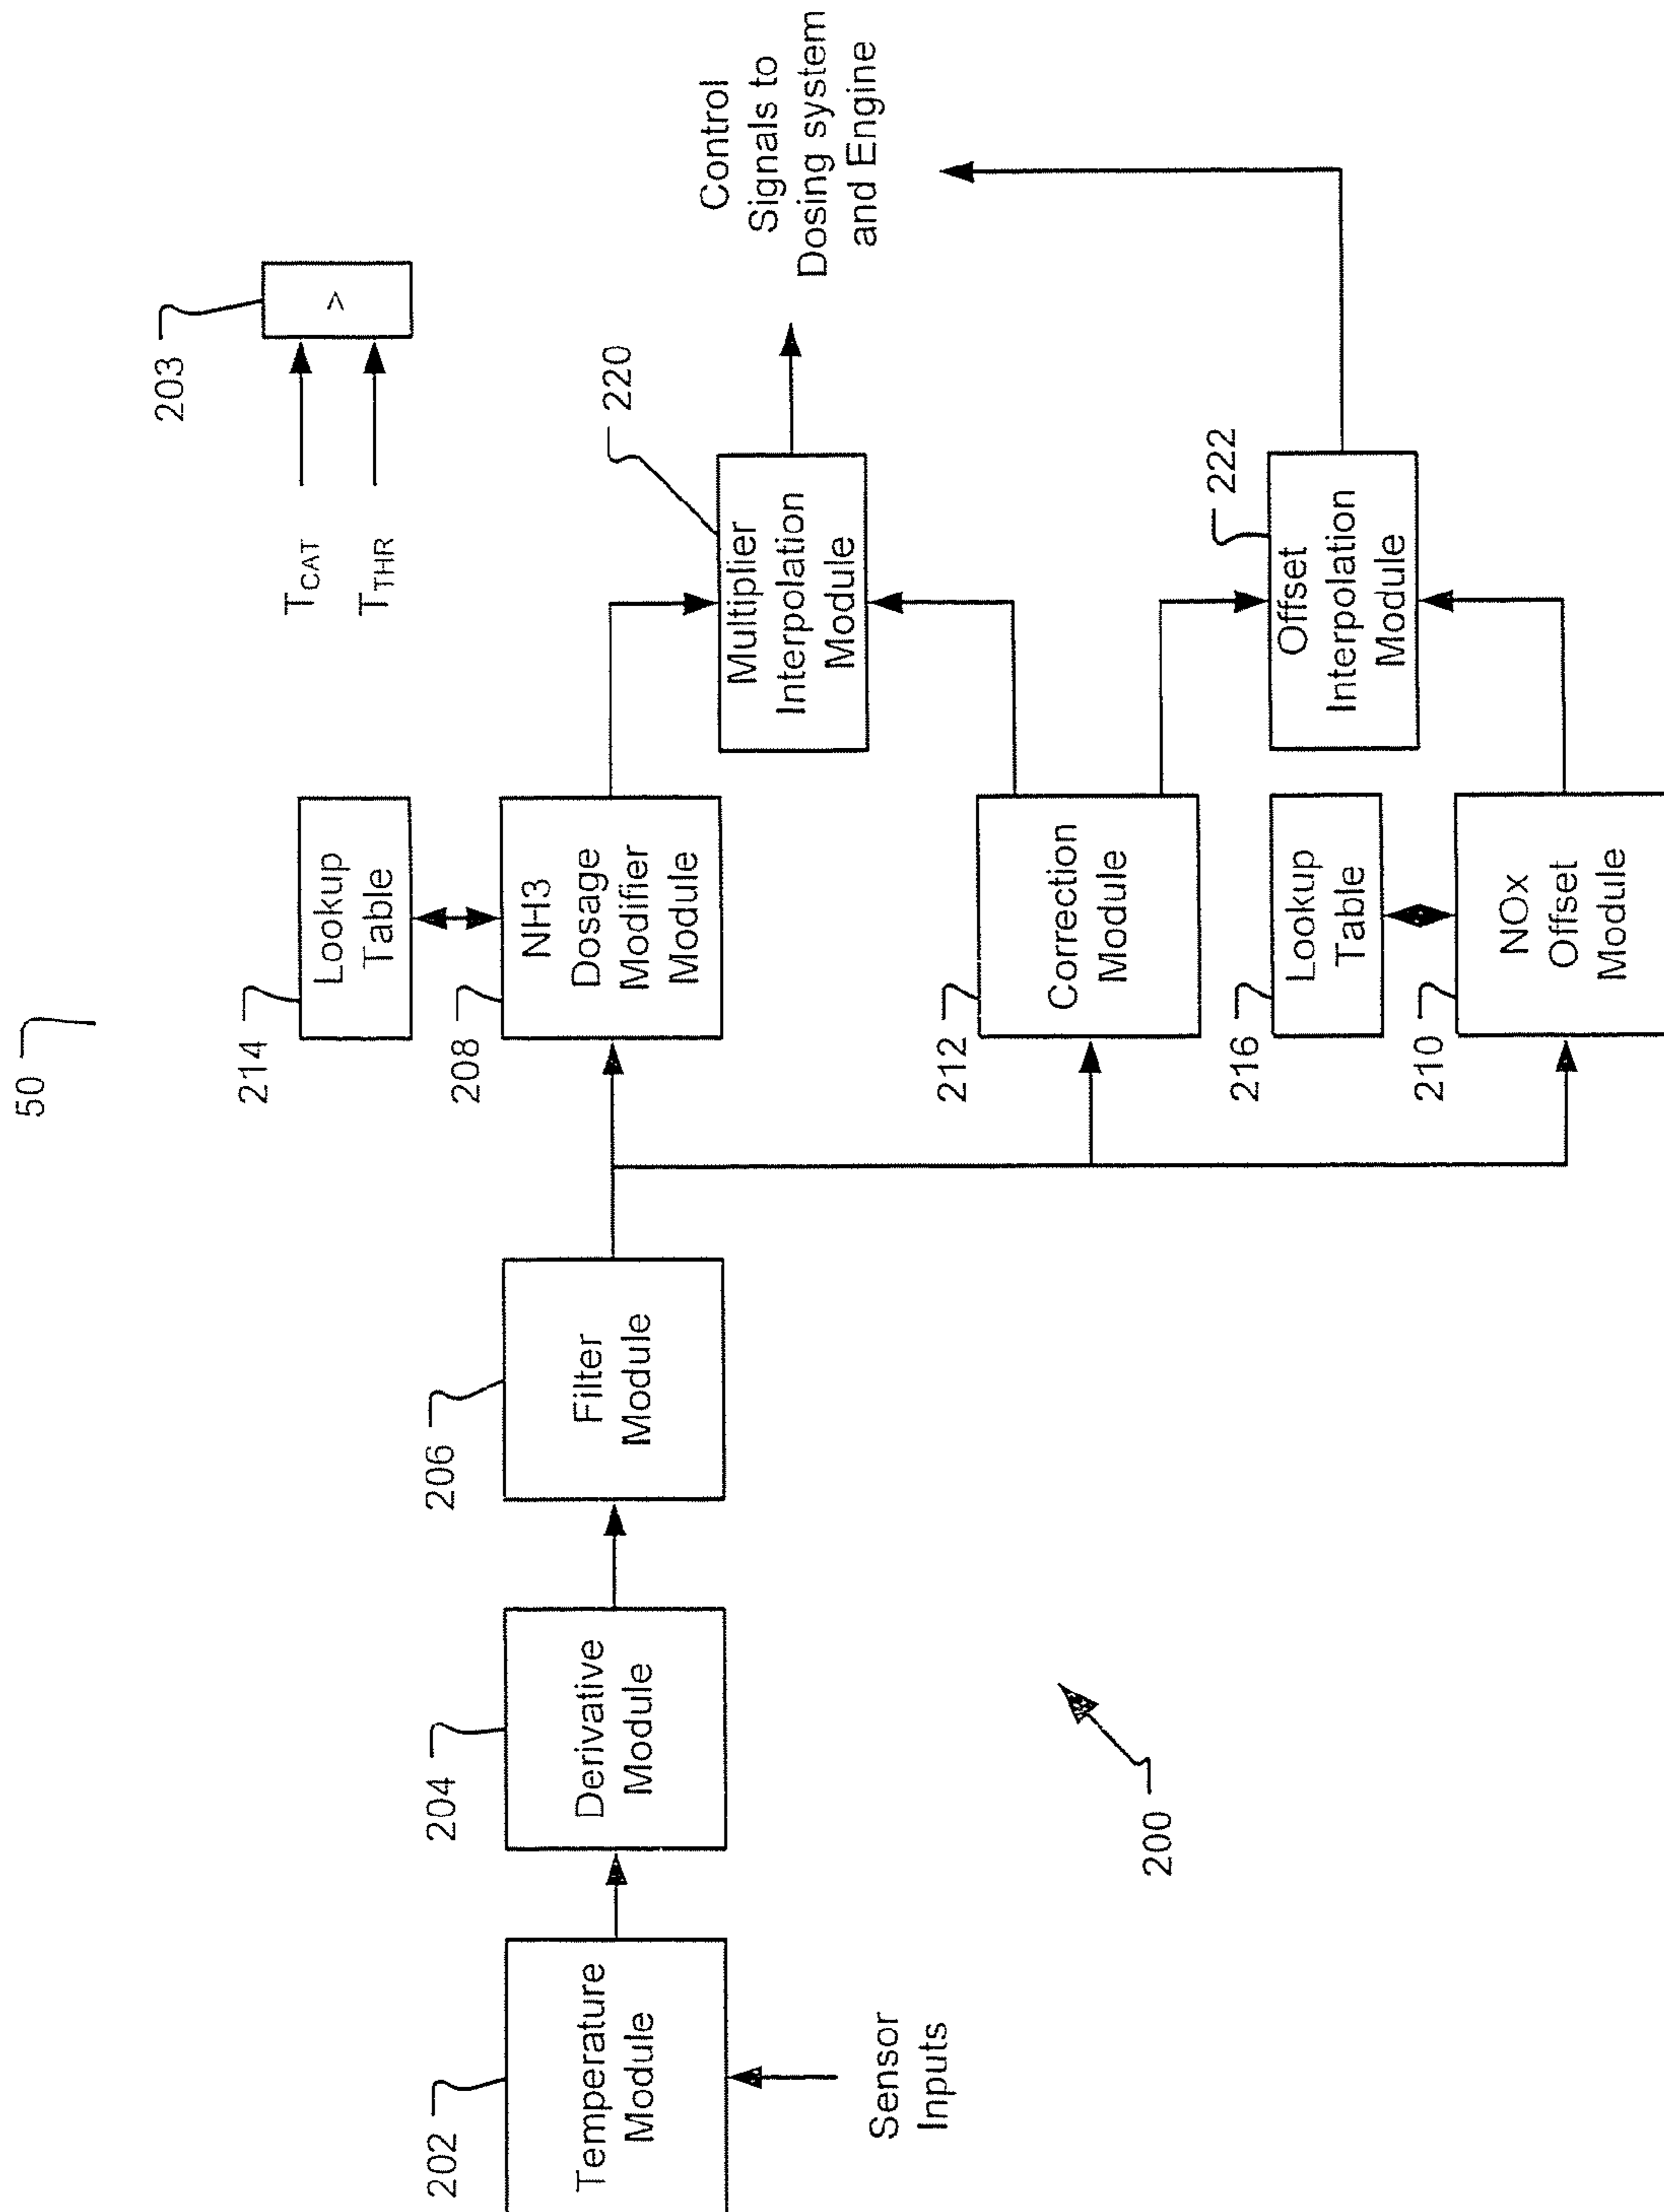 50
203
T_CAT
T_THR
>
214
Lookup
Table
208
NH3
Dosage
Modifier
Module
220
Multiplier
Interpolation
Module
Control
Signals to
Dosing system
and Engine
202
Temperature
Module
Sensor
Inputs
204
Derivative
Module
206
Filter
Module
212
Correction
Module
216
Lookup
Table
210
NOx
Offset
Module
222
Offset
Interpolation
Module
200